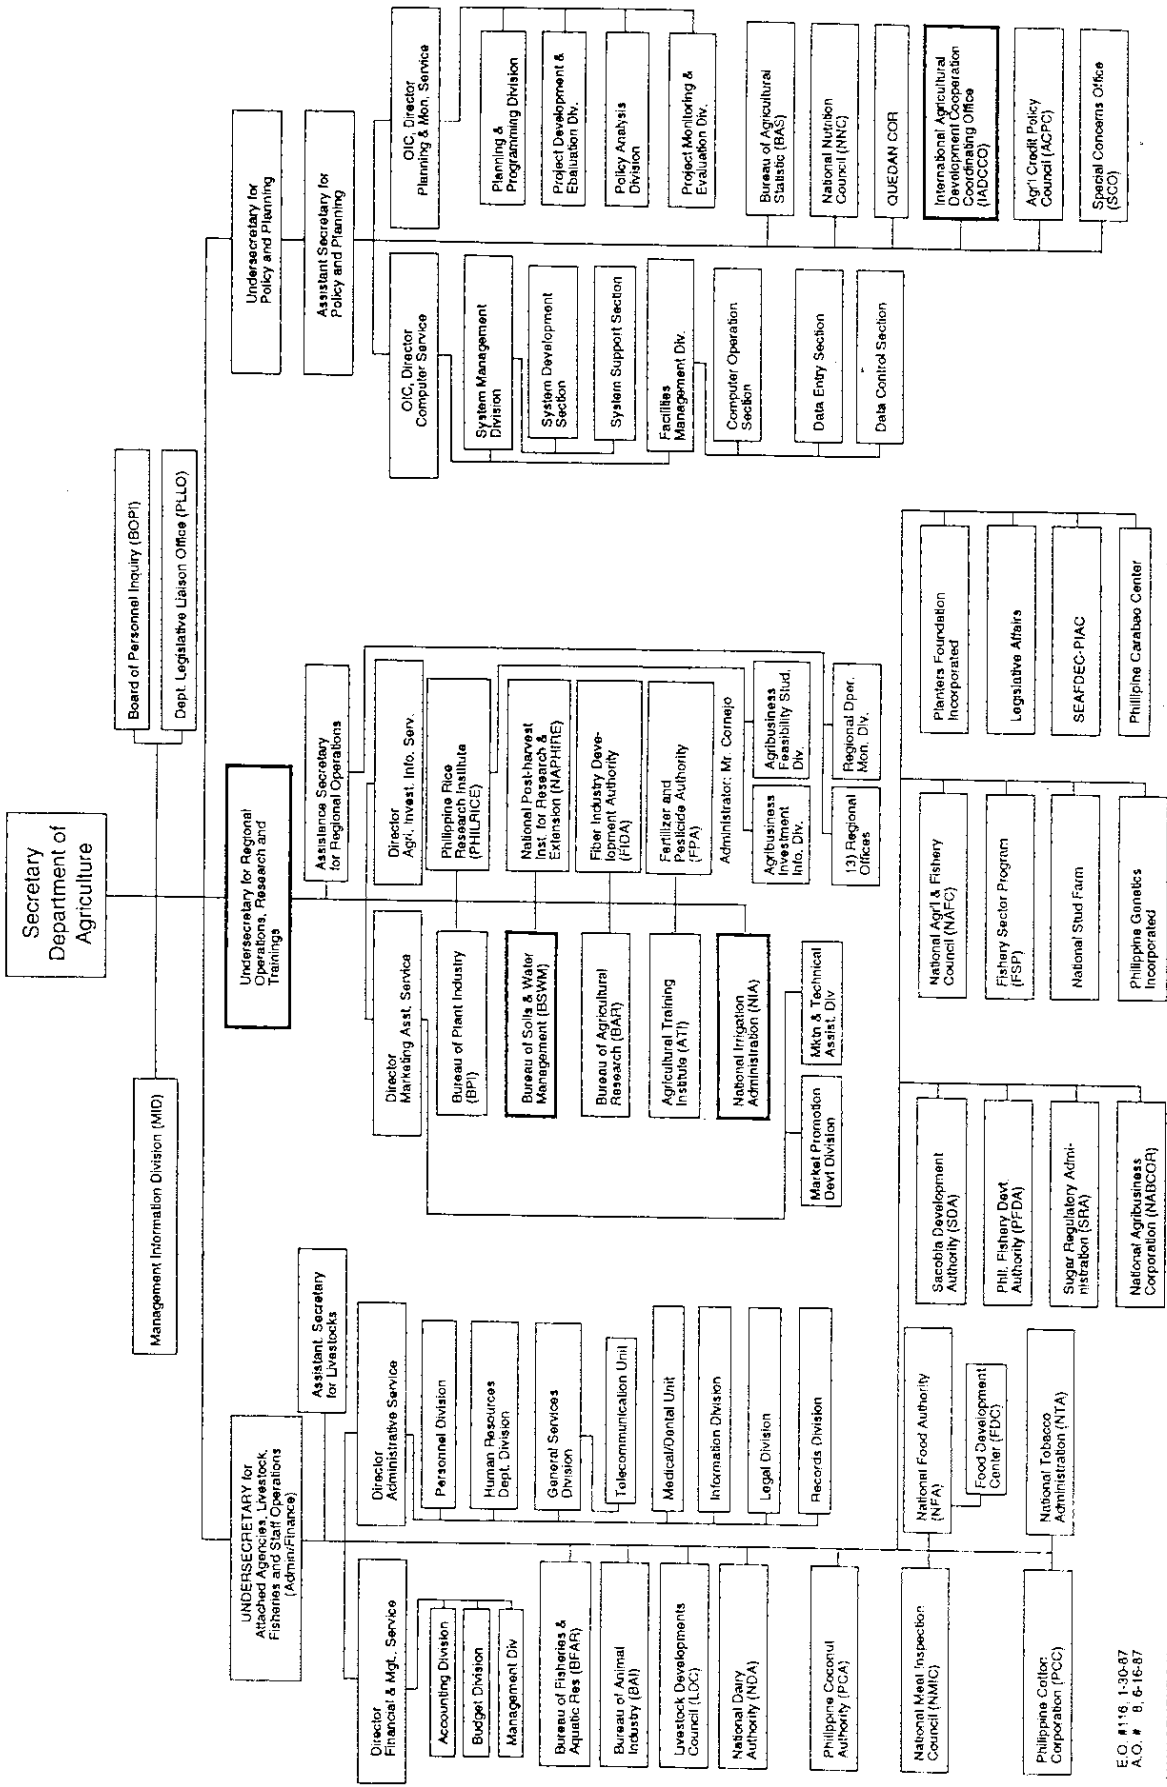 Secretary
Department of
Agriculture
Management Information Division (MID)
Board of Personnel Inquiry (BOPI)
Dept. Legislative Liaison Office (PLLO)
UNDERSECRETARY for
Attached Agencies, Livestock,
Fisheries and Staff Operations
(Admin/Finance)
Assistant. Secretary
for Livestocks
Director
Financial & Mgt.. Service
Accounting Division
Budget Division
Management Div
Director
Administrative Service
Personnel Division
Human Resources
Dept. Division
General Services
Division
Telecommunication Unit
Medical/Dental Unit
Information Division
Legal Division
Records Division
Bureau of Fisheries &
Aquatic Res (BFAR)
Bureau of Animal
Industry (BAI)
Livestock Developments
Council (LDC)
National Dairy
Authority (NDA)
Philippine Coconut
Authority (PCA)
National Meat Inspection
Council (NMIC)
Philippine Cotton
Corporation (PCC)
National Food Authority
(NFA)
Food Development
Center (FDC)
National Tobacco
Administration (NTA)
Sacobia Development
Authority (SDA)
Phil. Fishery Devt
Authority (PFDA)
Sugar Regulatory Admi-
nistration (SRA)
National Agribusiness
Corporation (NABCOR)
National Agr'l & Fishery
Council (NAFC)
Fishery Sector Program
(FSP)
National Stud Farm
Philippine Genetics
Incorporated
Planters Foundation
Incorporated
Legislative Affairs
SEAFDEC-PIAC
Phillipine Carabao Center
Undersecretary for Regional
Operations, Research and
Trainings
Assistance Secretary
for Regional Operations
Director
Marketing Asst. Service
Bureau of Plant Industry
(BPI)
Bureau of Soils & Water
Management (BSWM)
Bureau of Agricultural
Research (BAR)
Agricultural Training
Institute (ATI)
National Irrigation
Administration (NIA)
Market Promotion
Devt Division
Mktn & Technical
Assist. Div
Director
Agri. Invest. Info. Serv.
Philippine Rice
Research Institute
(PHILRICE)
National Post-harvest
Inst. for Research &
Extension (NAPHIRE)
Fiber Industry Deve-
lopment Authority
(FIDA)
Fertilizer and
Pesticide Authority
(FPA)
Administrator: Mr. Cornejo
Agribusiness
Investment
Info. Div.
Agribusiness
Feasibility Stud.
Div.
13) Regional
Offices
Regional Oper.
Mon. Div.
Undersecretary for
Policy and Planning
Assistant Secretary for
Policy and Planning
OIC, Director
Computer Service
System Management
Division
System Development
Section
System Support Section
Facilities
Management Div.
Computer Operation
Section
Data Entry Section
Data Control Section
OIC, Director
Planning & Mon. Service
Planning &
Programming Division
Project Development &
Ebaluation Div.
Policy Analysis
Division
Project Monitoring &
Evaluation Div.
Bureau of Agricultural
Statistic (BAS)
National Nutrition
Council (NNC)
QUEDAN COR
International Agricultural
Development Cooperation
Coordinating Office
(IADCCO)
Agr'l Credit Policy
Council (ACPC)
Special Concerns Office
(SCO)
E.O. #116, 1-30-87
A.O. # 8, 6-16-87